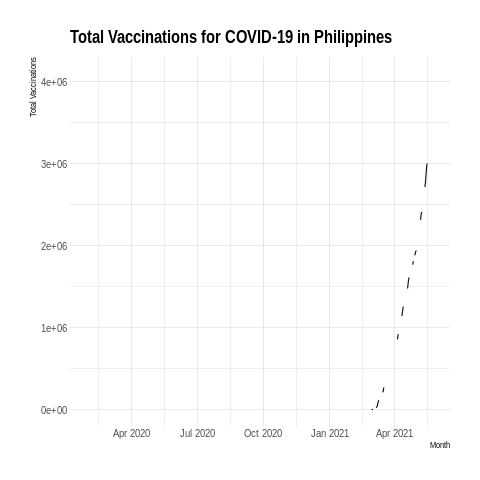 Total Vaccinations for COVID-19 in Philippines
Total Vaccinations
4e+06
3e+06
2e+06
1e+06
0e+00
Apr 2020 Jul 2020 Oct 2020 Jan 2021 Apr 2021
Month